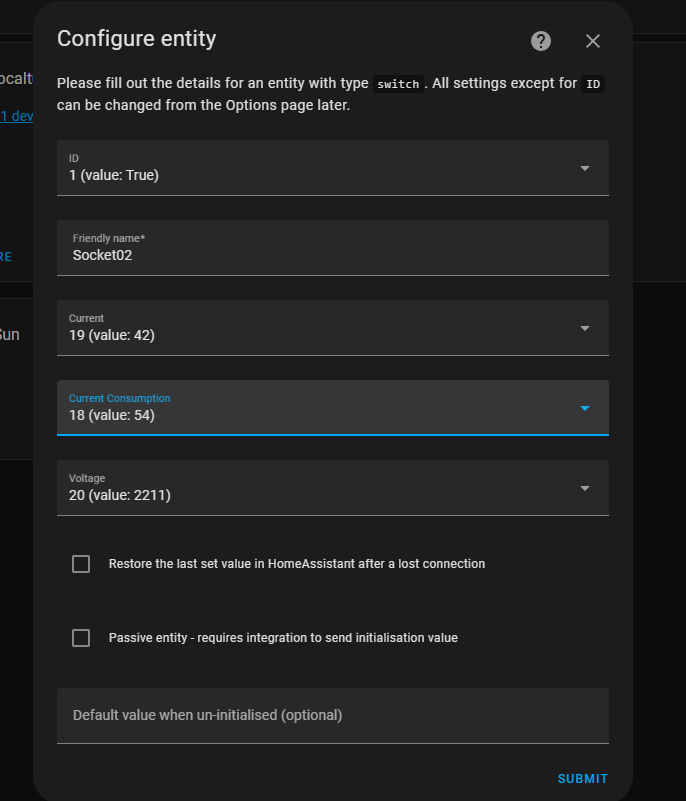 Configure entity
Please fill out the details for an entity with type switch. All settings except for ID
can be changed from the Options page later.
ocalt
1 dev
RE
Sun
ID
1 (value: True)
Friendly name*
Socket02
Current
19 (value: 42)
Current Consumption
18 (value: 54)
Voltage
20 (value: 2211)
Restore the last set value in HomeAssistant after a lost connection
Passive entity - requires integration to send initialisation value
Default value when un-initialised (optional)
SUBMIT